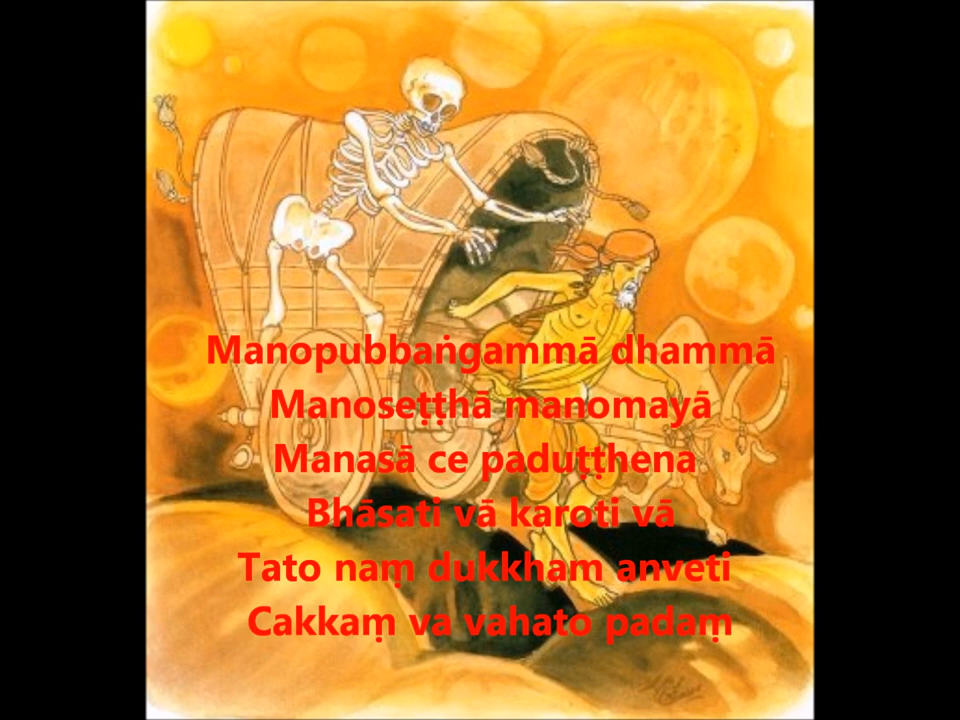 Manopubbaṅgammā dhammā
Manoseṭṭhā manomayā
Manasā ce paduṭṭhena
Bhāsati vā karoti vā
Tato naṃ dukkham anveti
Cakkaṃ va vahato padaṃ